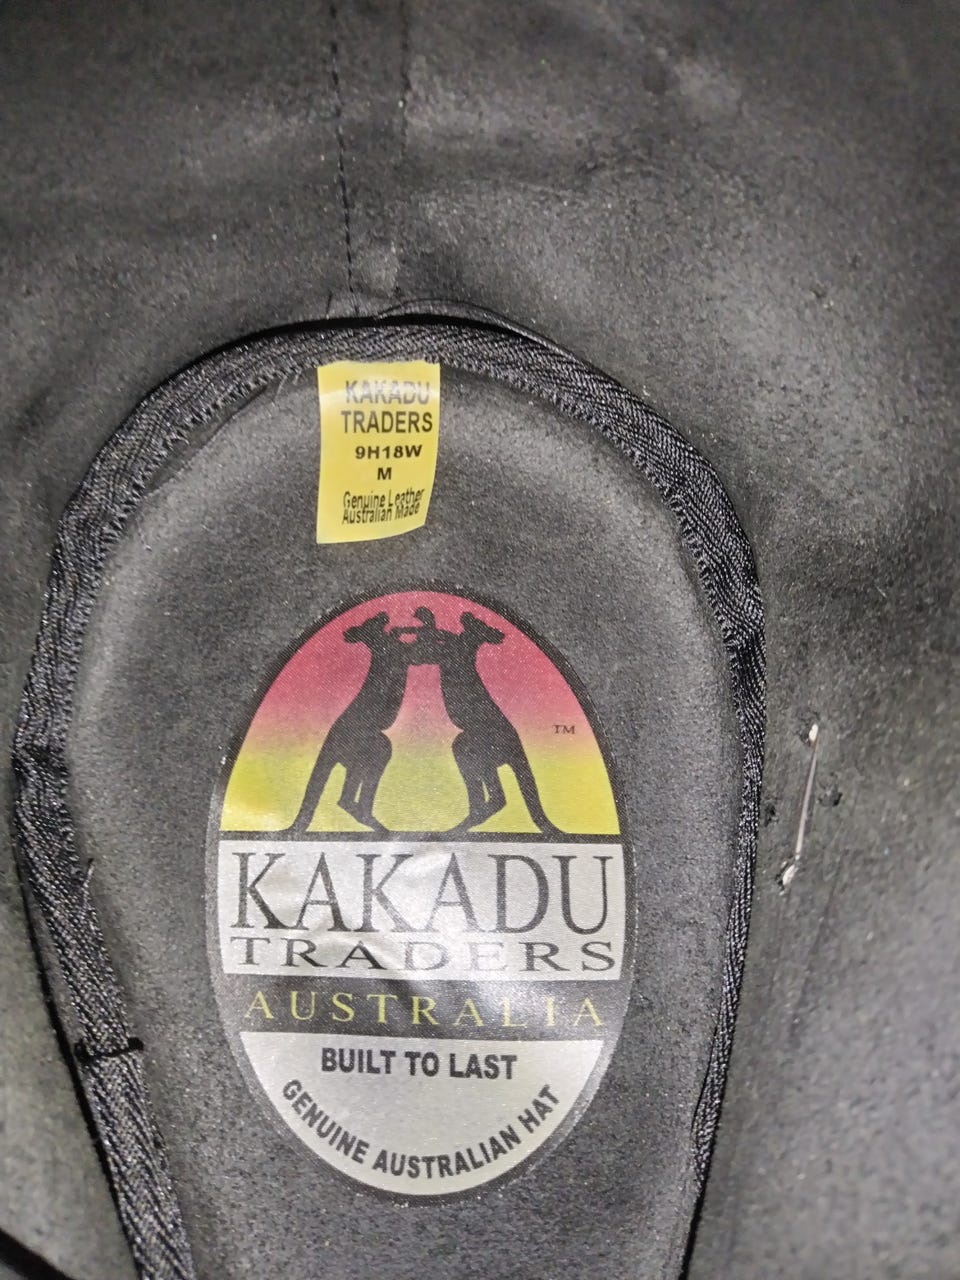 KAKADU
TRADERS
9H18W
M
Genuine Leather
Australian Made
TM
KAKADU
TRADERS
AUSTRALIA
BUILT TO LAST
GENUINE AUSTRALIAN HAT